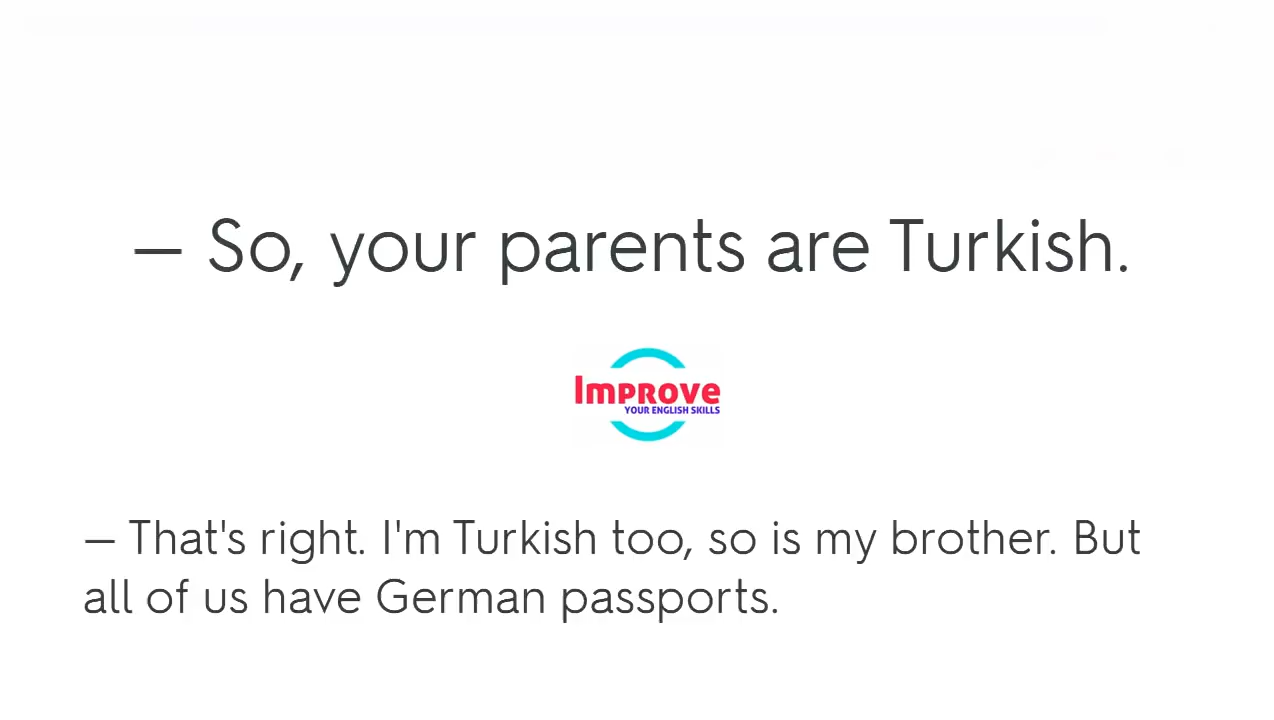 — So, your parents are Turkish.
Improve
YOUR ENGLISH SKILLS
— That's right. I'm Turkish too, so is my brother. But
all of us have German passports.